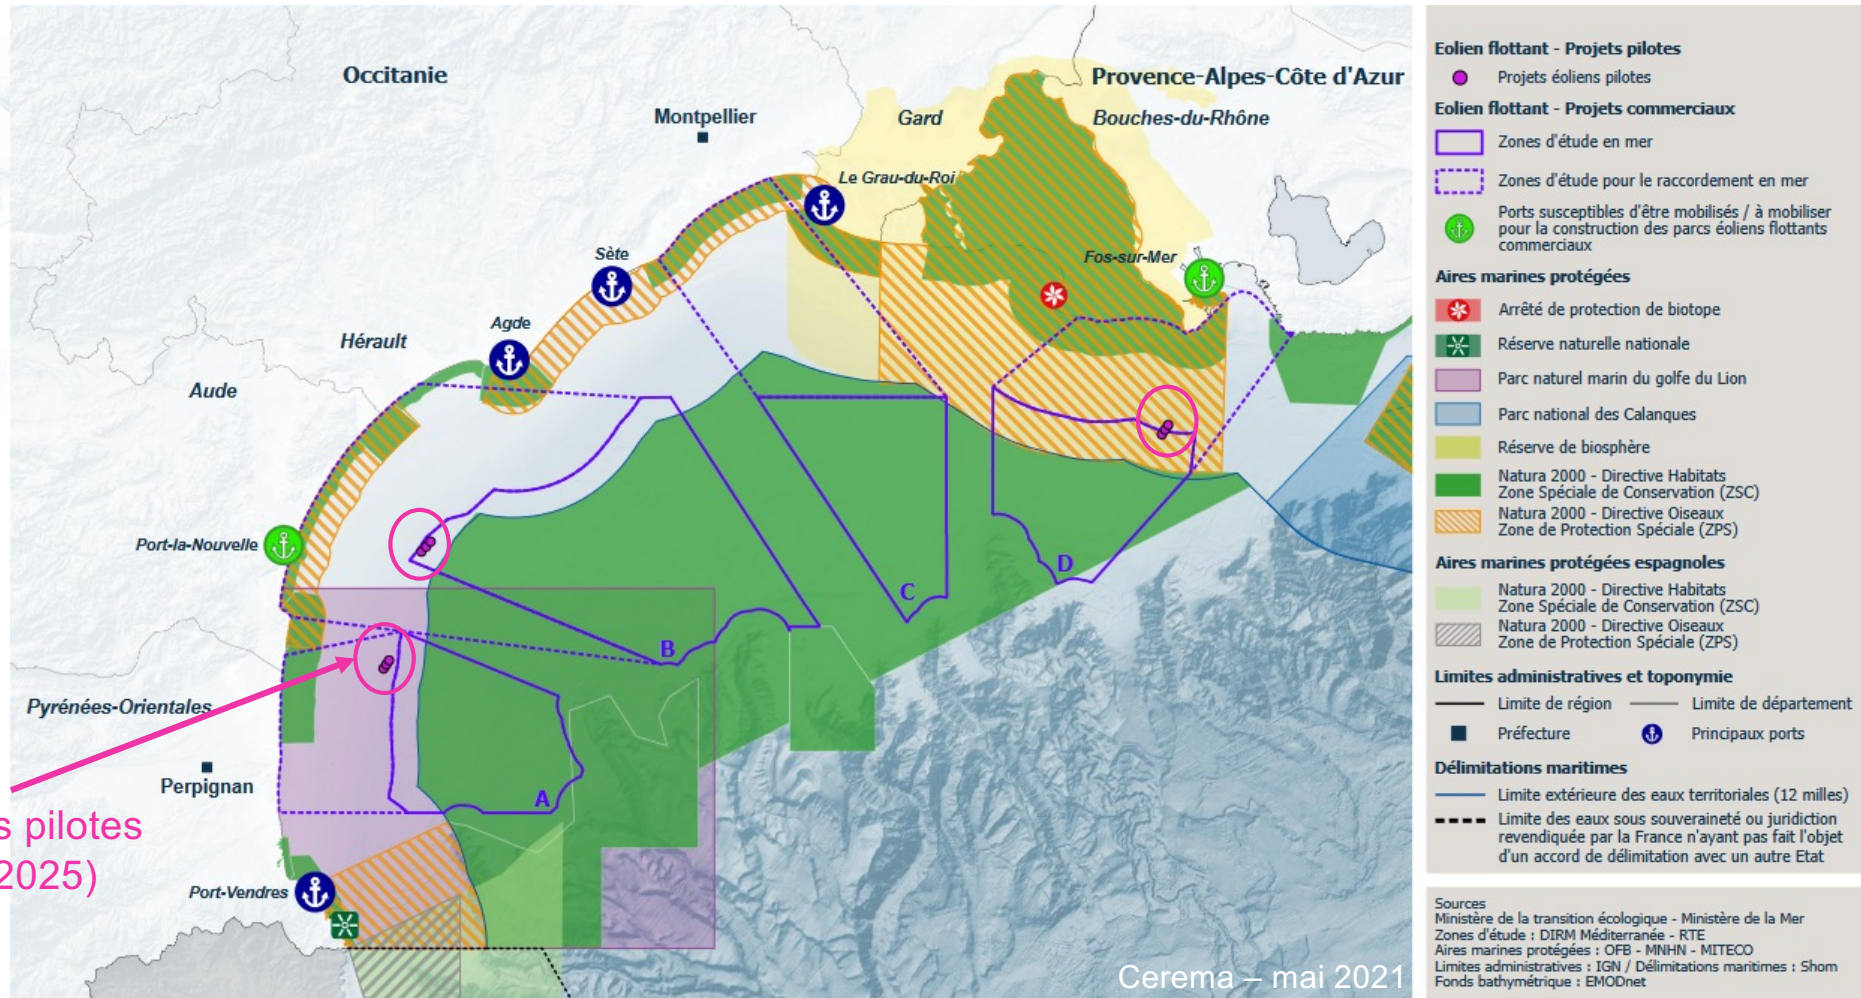 Occitanie
Provence-Alpes-Côte d'Azur
Montpellier
Gard
Bouches-du-Rhône
Le Grau-du-Roi
Sète
Fos-sur-Mer
Agde
Hérault
Aude
Port-la-Nouvelle
D
C
B
Pyrénées-Orientales
Perpignan
A
s pilotes
2025)
Port-Vendres
Cerema – mai 2021
Eolien flottant - Projets pilotes
Projets éoliens pilotes
Eolien flottant - Projets commerciaux
Zones d'étude en mer
Zones d'étude pour le raccordement en mer
Ports susceptibles d'être mobilisés / à mobiliser
pour la construction des parcs éoliens flottants
commerciaux
Aires marines protégées
Arrêté de protection de biotope
Réserve naturelle nationale
Parc naturel marin du golfe du Lion
Parc national des Calanques
Réserve de biosphère
Natura 2000 - Directive Habitats
Zone Spéciale de Conservation (ZSC)
Natura 2000 - Directive Oiseaux
Zone de Protection Spéciale (ZPS)
Aires marines protégées espagnoles
Natura 2000 - Directive Habitats
Zone Spéciale de Conservation (ZSC)
Natura 2000 - Directive Oiseaux
Zone de Protection Spéciale (ZPS)
Limites administratives et toponymie
Limite de région Limite de département
Préfecture Principaux ports
Délimitations maritimes
Limite extérieure des eaux territoriales (12 milles)
Limite des eaux sous souveraineté ou juridiction
revendiquée par la France n'ayant pas fait l'objet
d'un accord de délimitation avec un autre Etat
Sources
Ministère de la transition écologique - Ministère de la Mer
Zones d'étude : DIRM Méditerranée - RTE
Aires marines protégées : OFB - MNHN - MITECO
Limites administratives : IGN / Délimitations maritimes : Shom
Fonds bathymétrique : EMODnet